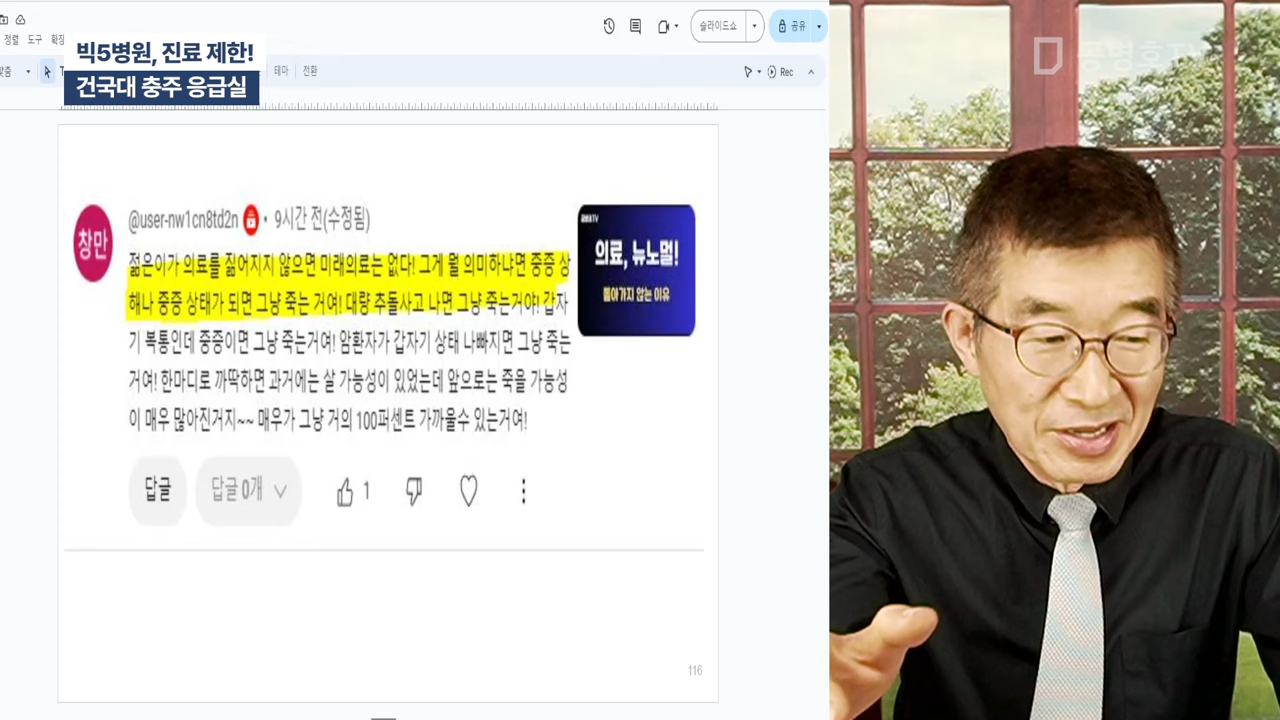 정렬 도구 확장
슬라이드쇼
공유
빅5병원, 진료 제한!
건국대 충주 응급실
테마
전환
Rec
창만
@user-nw1cn8td2n · 9시간 전(수정됨)
젊은이가 의료를 짊어지지 않으면 미래의료는 없다! 그게 뭘 의미하냐면 중증 상
해나 중증 상태가 되면 그냥 죽는 거여! 대량 추돌사고 나면 그냥 죽는거야! 갑자
기 복통인데 중증이면 그냥 죽는거여! 암환자가 갑자기 상태 나빠지면 그냥 죽는
거여! 한마디로 까딱하면 과거에는 살 가능성이 있었는데 앞으로는 죽을 가능성
이 매우 많아진거지~~ 매우가 그냥 거의 100퍼센트 가까울수 있는거여!
의료, 뉴노멀!
돌아가지 않는 이유
답글
답글 0개
1
116